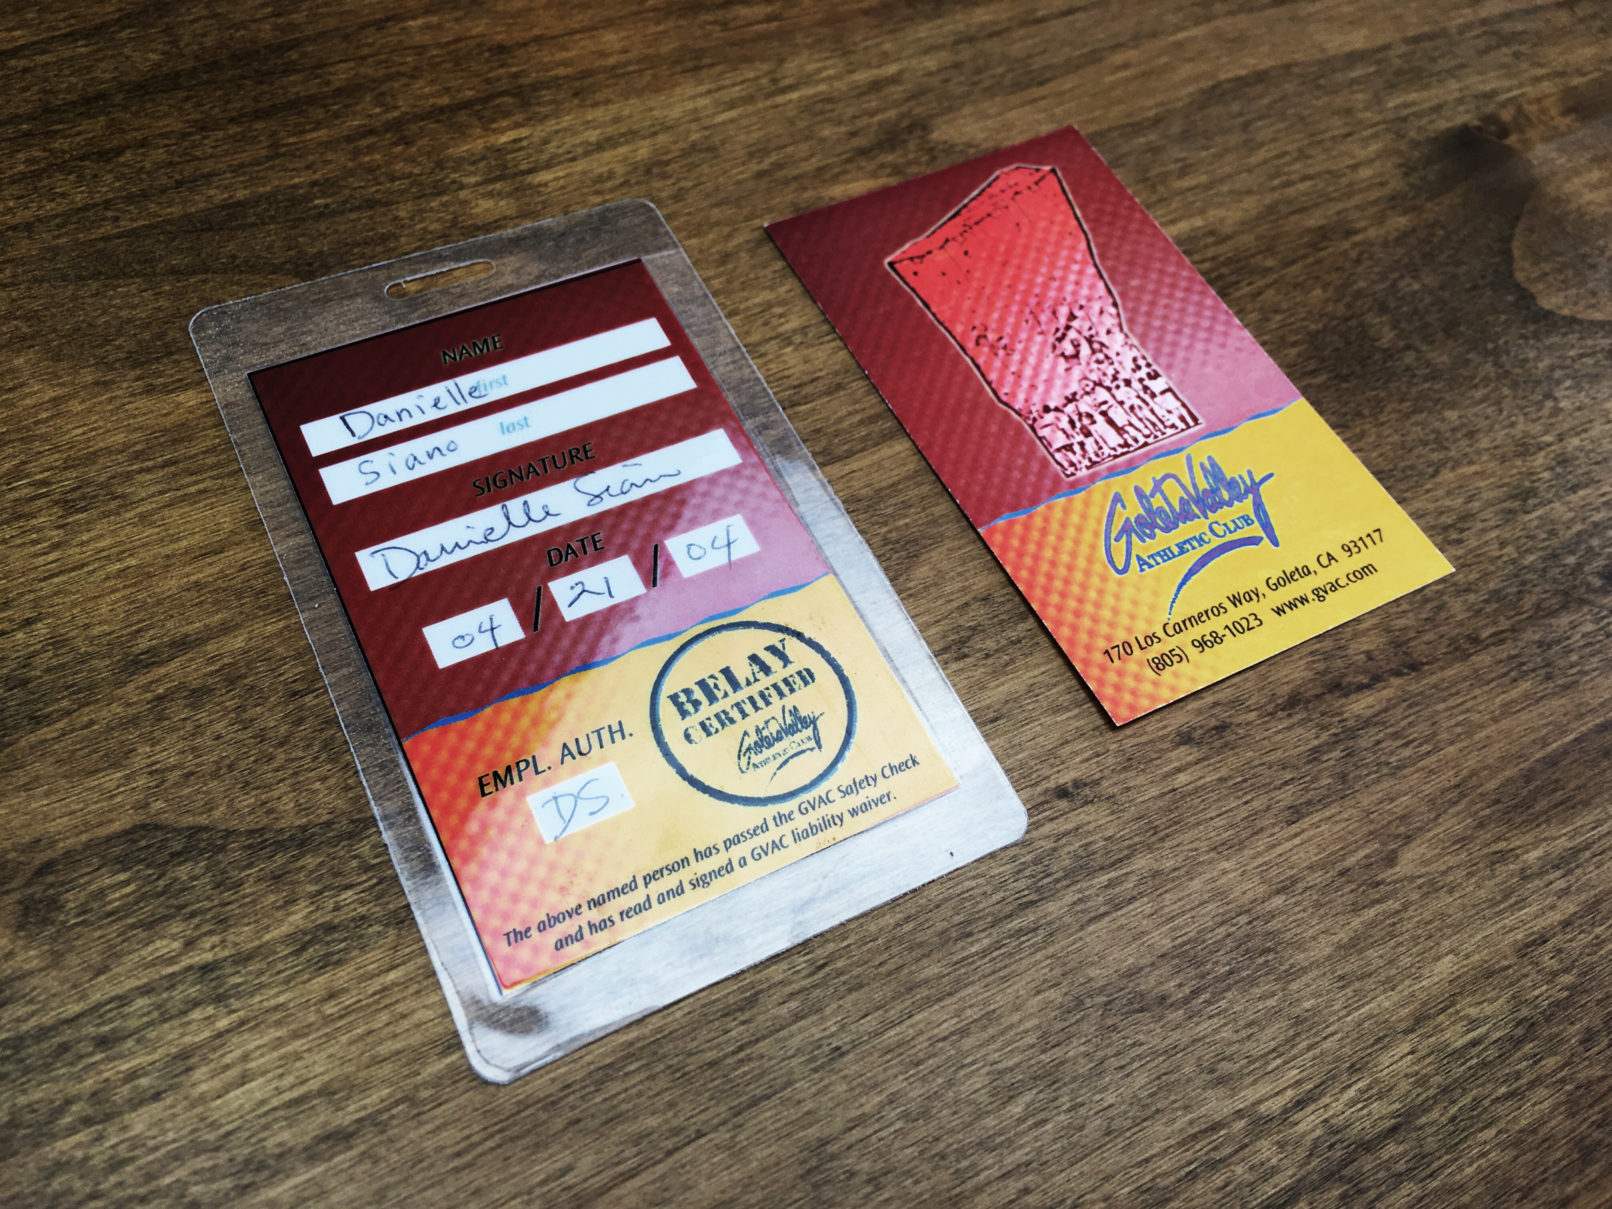 NAME
Danielle first
Siano last
SIGNATURE
Danielle Siano
DATE
04 / 21 / 04
EMPL. AUTH.
DS.
BELAY
CERTIFIED
Goleta Valley
ATHLETIC CLUB
The above named person has passed the GVAC Safety Check
and has read and signed a GVAC liability waiver.
Goleta Valley
ATHLETIC CLUB
170 Los Carneros Way, Goleta, CA 93117
(805) 968-1023 www.gvac.com